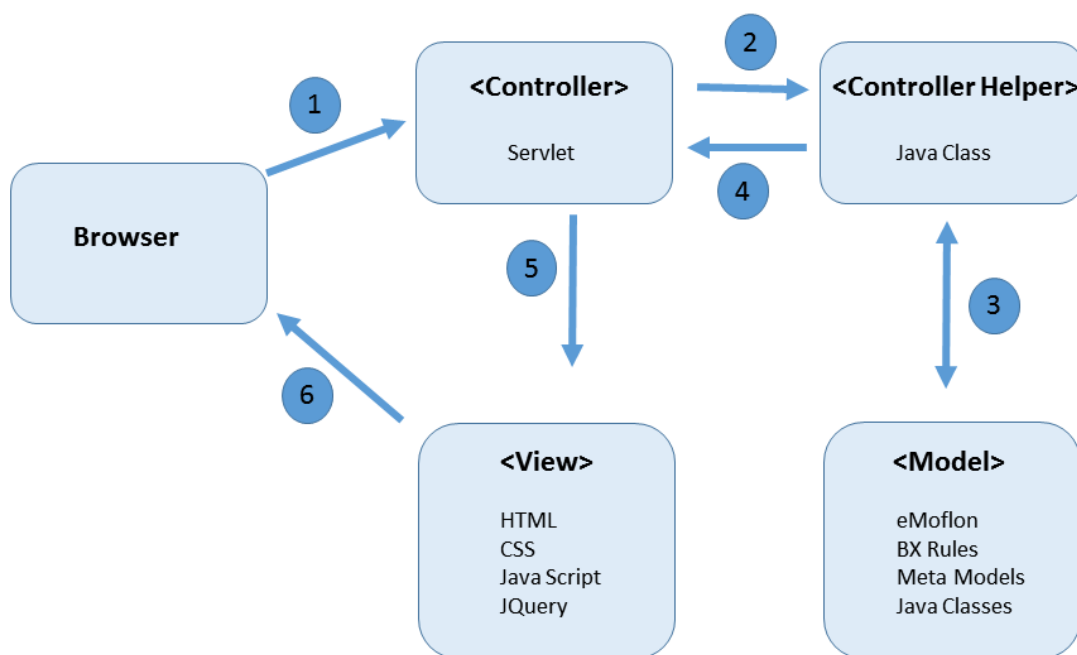 2
<Controller>
<Controller Helper>
1
Servlet
Java Class
4
Browser
5
3
6
<View>
HTML
CSS
Java Script
JQuery
<Model>
eMoflon
BX Rules
Meta Models
Java Classes